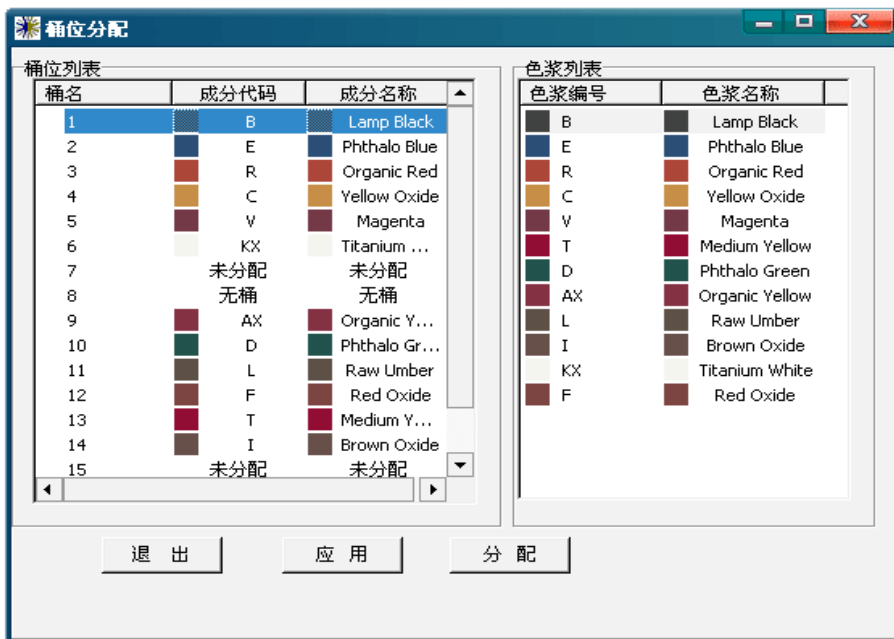 桶位分配
桶位列表
桶名 成分代码 成分名称
1 B Lamp Black
2 E Phthalo Blue
3 R Organic Red
4 C Yellow Oxide
5 V Magenta
6 KX Titanium ...
7 未分配 未分配
8 无桶 无桶
9 AX Organic Y...
10 D Phthalo Gr...
11 L Raw Umber
12 F Red Oxide
13 T Medium Y...
14 I Brown Oxide
15 未分配 未分配
色浆列表
色浆编号 色浆名称
B Lamp Black
E Phthalo Blue
R Organic Red
C Yellow Oxide
V Magenta
T Medium Yellow
D Phthalo Green
AX Organic Yellow
L Raw Umber
I Brown Oxide
KX Titanium White
F Red Oxide
退 出 应 用 分 配